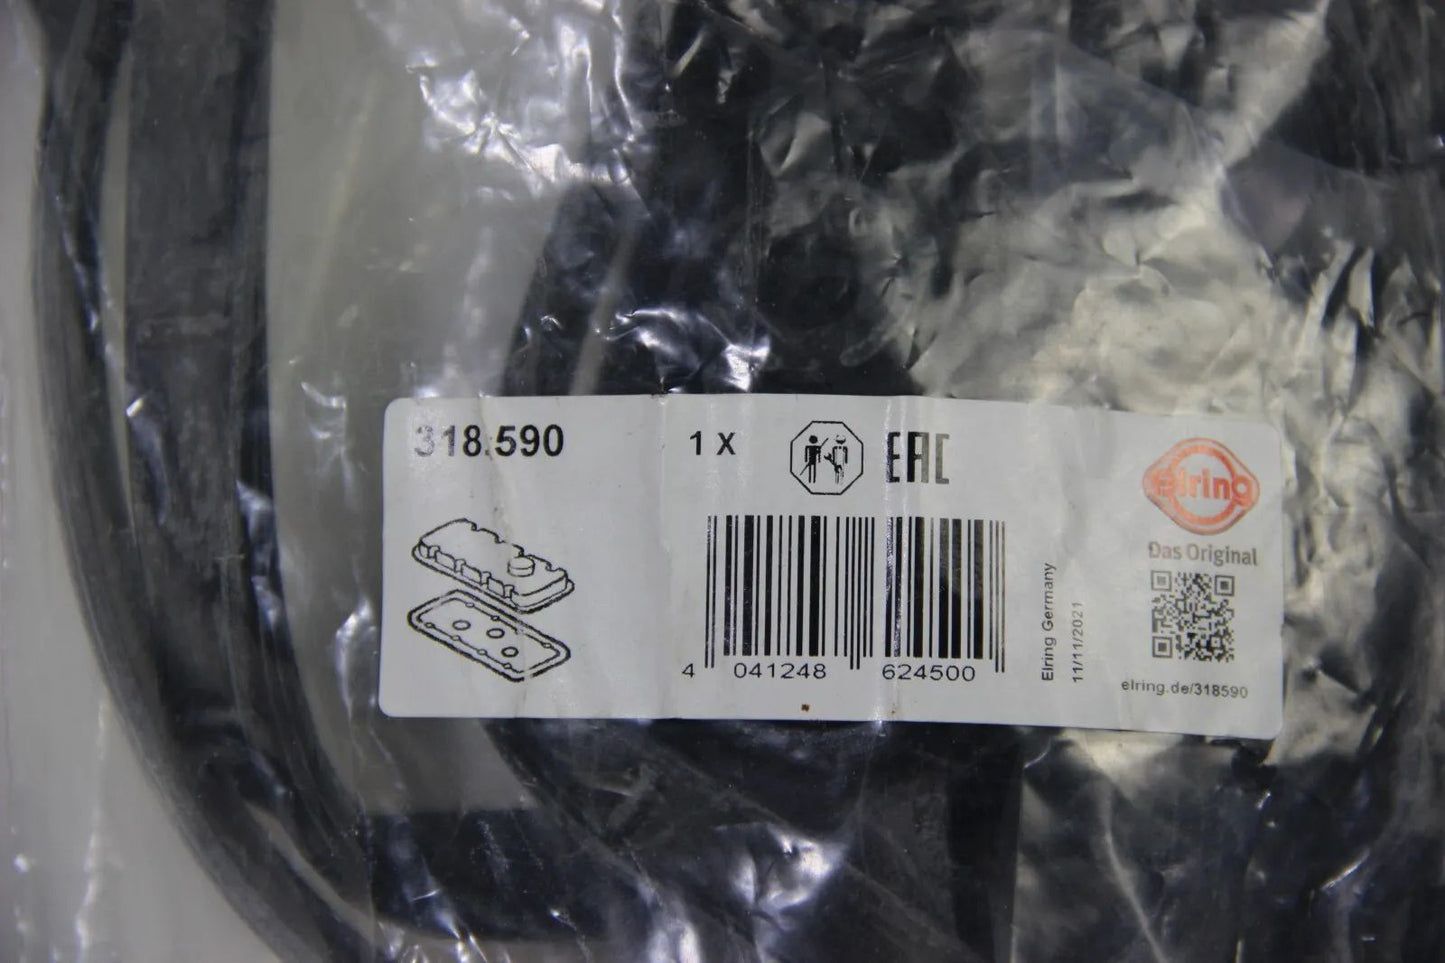 318.590
1 X
EAC
elring
Das Original
4 041248 624500
Elring Germany
11/11/2021
elring.de/318590